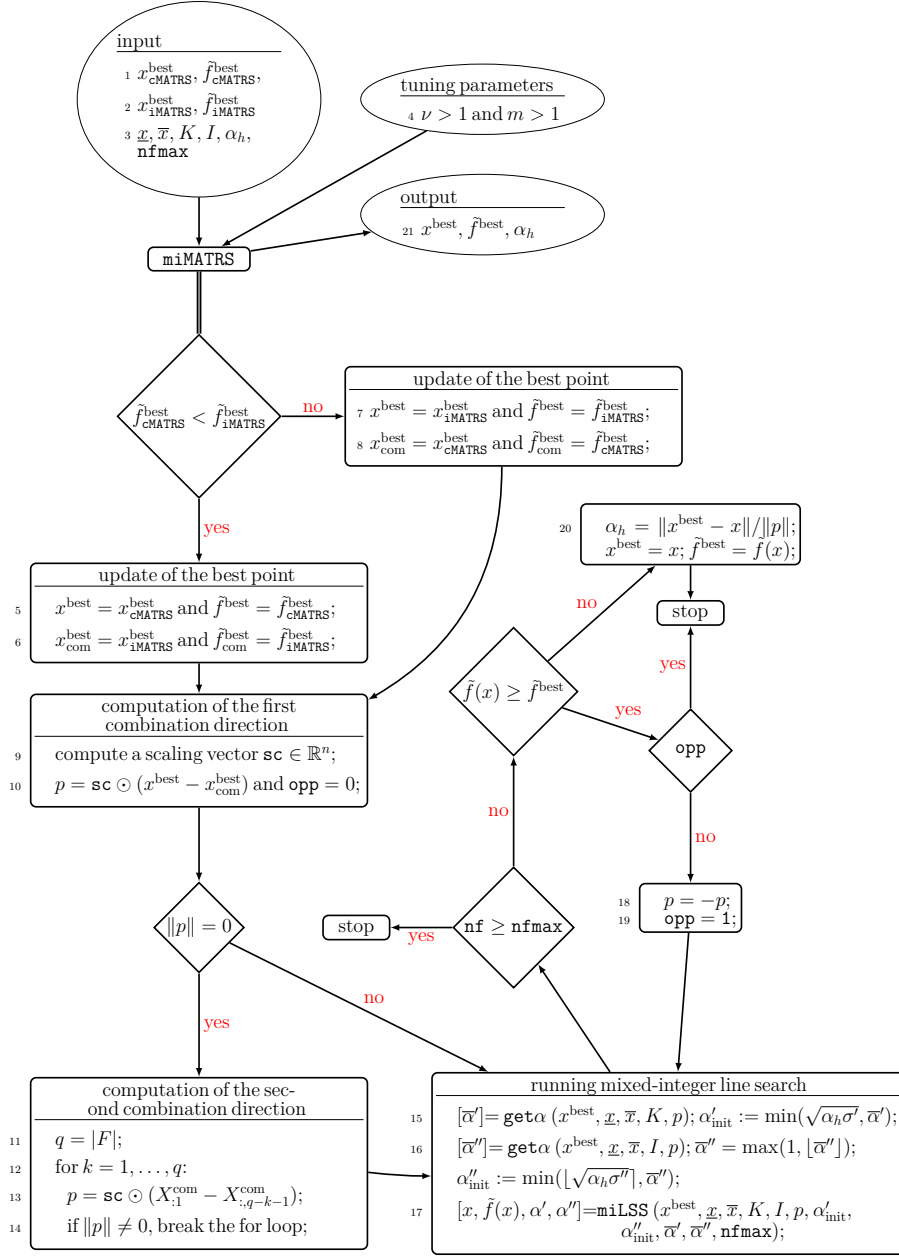 input
1 x^best_cMATRS, f̃^best_cMATRS,
2 x^best_iMATRS, f̃^best_iMATRS
3 x̲, x̅, K, I, α_h,
nfmax
tuning parameters
4 ν > 1 and m > 1
output
21 x^best, f̃^best, α_h
miMATRS
f̃^best_cMATRS < f̃^best_iMATRS
no
update of the best point
7 x^best = x^best_iMATRS and f̃^best = f̃^best_iMATRS;
8 x^best_com = x^best_cMATRS and f̃^best_com = f̃^best_cMATRS;
yes
update of the best point
5 x^best = x^best_cMATRS and f̃^best = f̃^best_cMATRS;
6 x^best_com = x^best_iMATRS and f̃^best_com = f̃^best_iMATRS;
computation of the first
combination direction
9 compute a scaling vector sc ∈ ℝ^n;
10 p = sc ⊙ (x^best − x^best_com) and opp = 0;
‖p‖ = 0
no
yes
computation of the sec-
ond combination direction
11 q = |F|;
12 for k = 1, . . . , q:
13 p = sc ⊙ (X^com_:1 − X^com_:,q−k−1);
14 if ‖p‖ ≠ 0, break the for loop;
running mixed-integer line search
15 [α̅′]= getα (x^best, x̲, x̅, K, p); α′_init := min(√(α_hσ′), α̅′);
16 [α̅″]= getα (x^best, x̲, x̅, I, p); α̅″ = max(1, ⌊α̅″⌋);
α″_init := min(⌊√(α_hσ″)⌉, α̅″);
17 [x, f̃(x), α′, α″]=miLSS (x^best, x̲, x̅, K, I, p, α′_init,
α″_init, α̅′, α̅″, nfmax);
nf ≥ nfmax
yes
stop
no
f̃(x) ≥ f̃^best
no
yes
20 α_h = ‖x^best − x‖/‖p‖;
x^best = x; f̃^best = f̃(x);
stop
yes
opp
no
18 p = −p;
19 opp = 1;